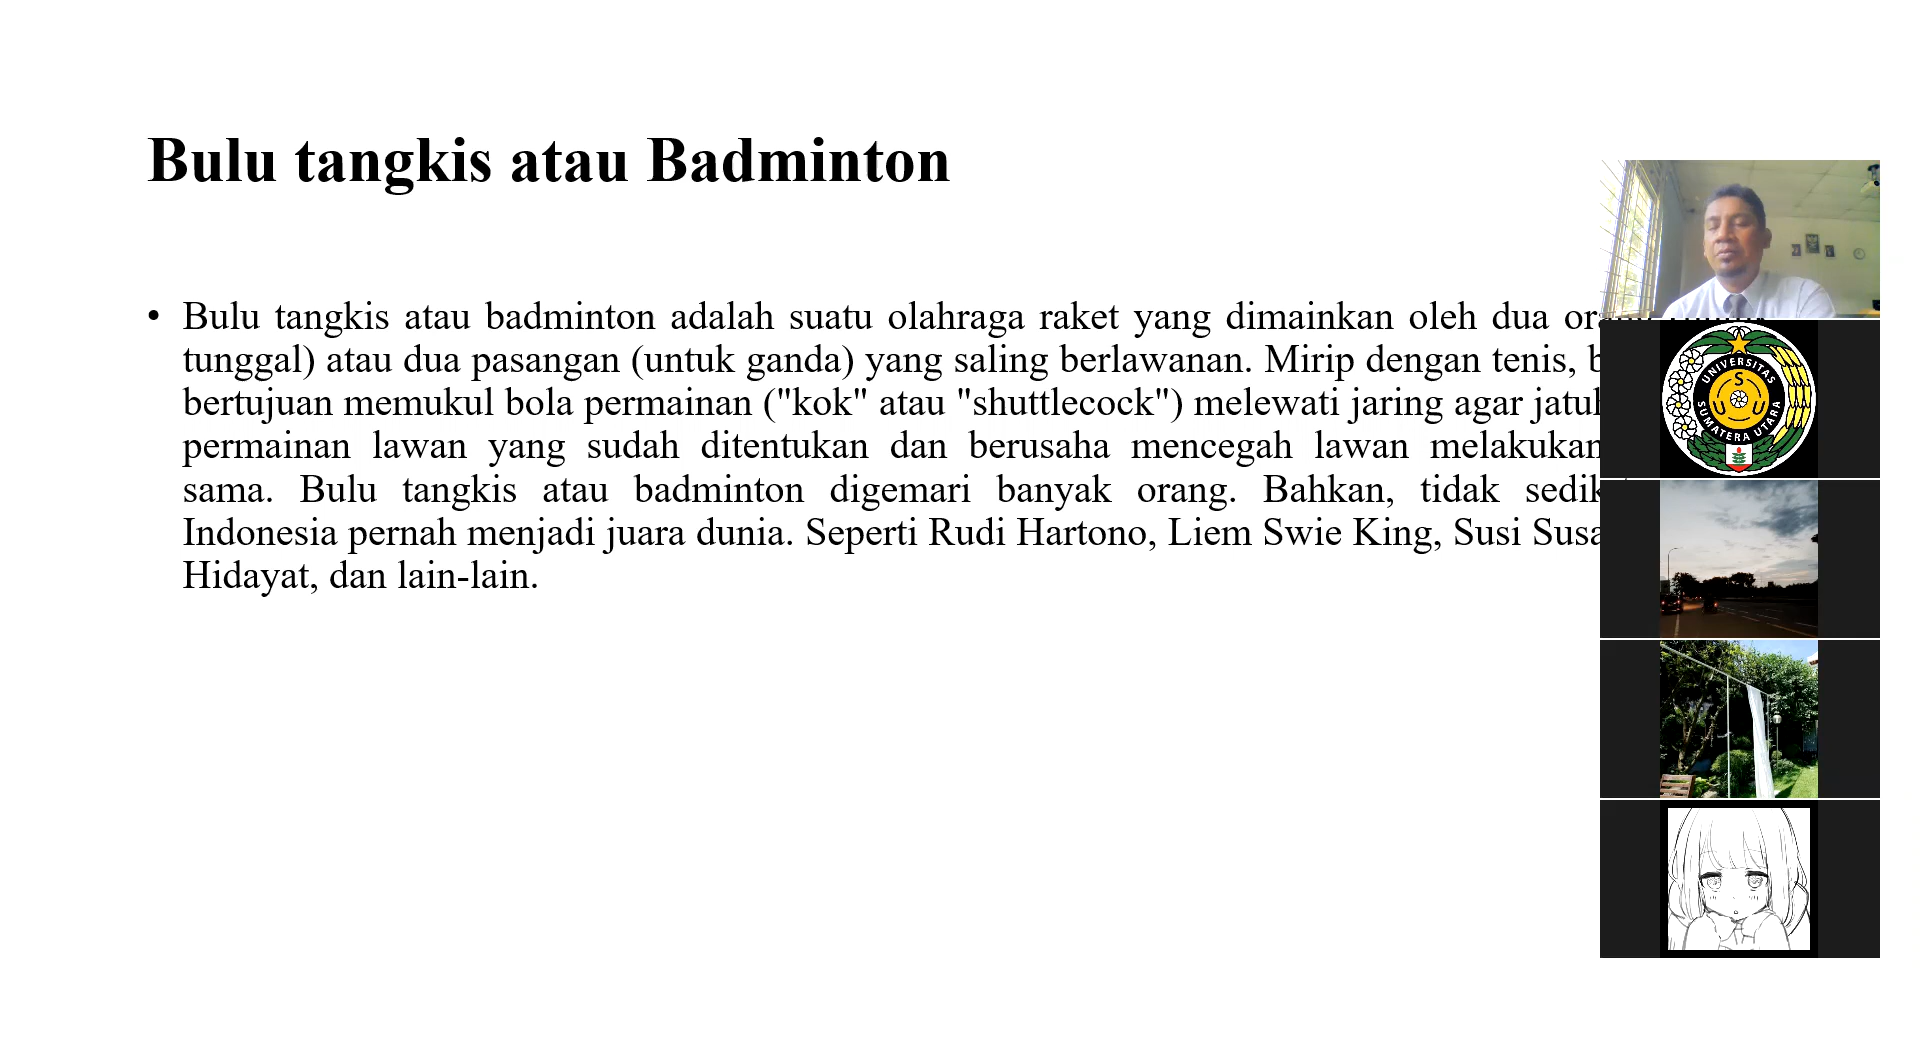 Bulu tangkis atau Badminton
• Bulu tangkis atau badminton adalah suatu olahraga raket yang dimainkan oleh dua
tunggal) atau dua pasangan (untuk ganda) yang saling berlawanan. Mirip dengan tenis,
bertujuan memukul bola permainan ("kok" atau "shuttlecock") melewati jaring agar
permainan lawan yang sudah ditentukan dan berusaha mencegah lawan melakukan
sama. Bulu tangkis atau badminton digemari banyak orang. Bahkan, tidak
Indonesia pernah menjadi juara dunia. Seperti Rudi Hartono, Liem Swie King, Susi
Hidayat, dan lain-lain.
UNIVERSITAS
SUMATERA UTARA
S
U U